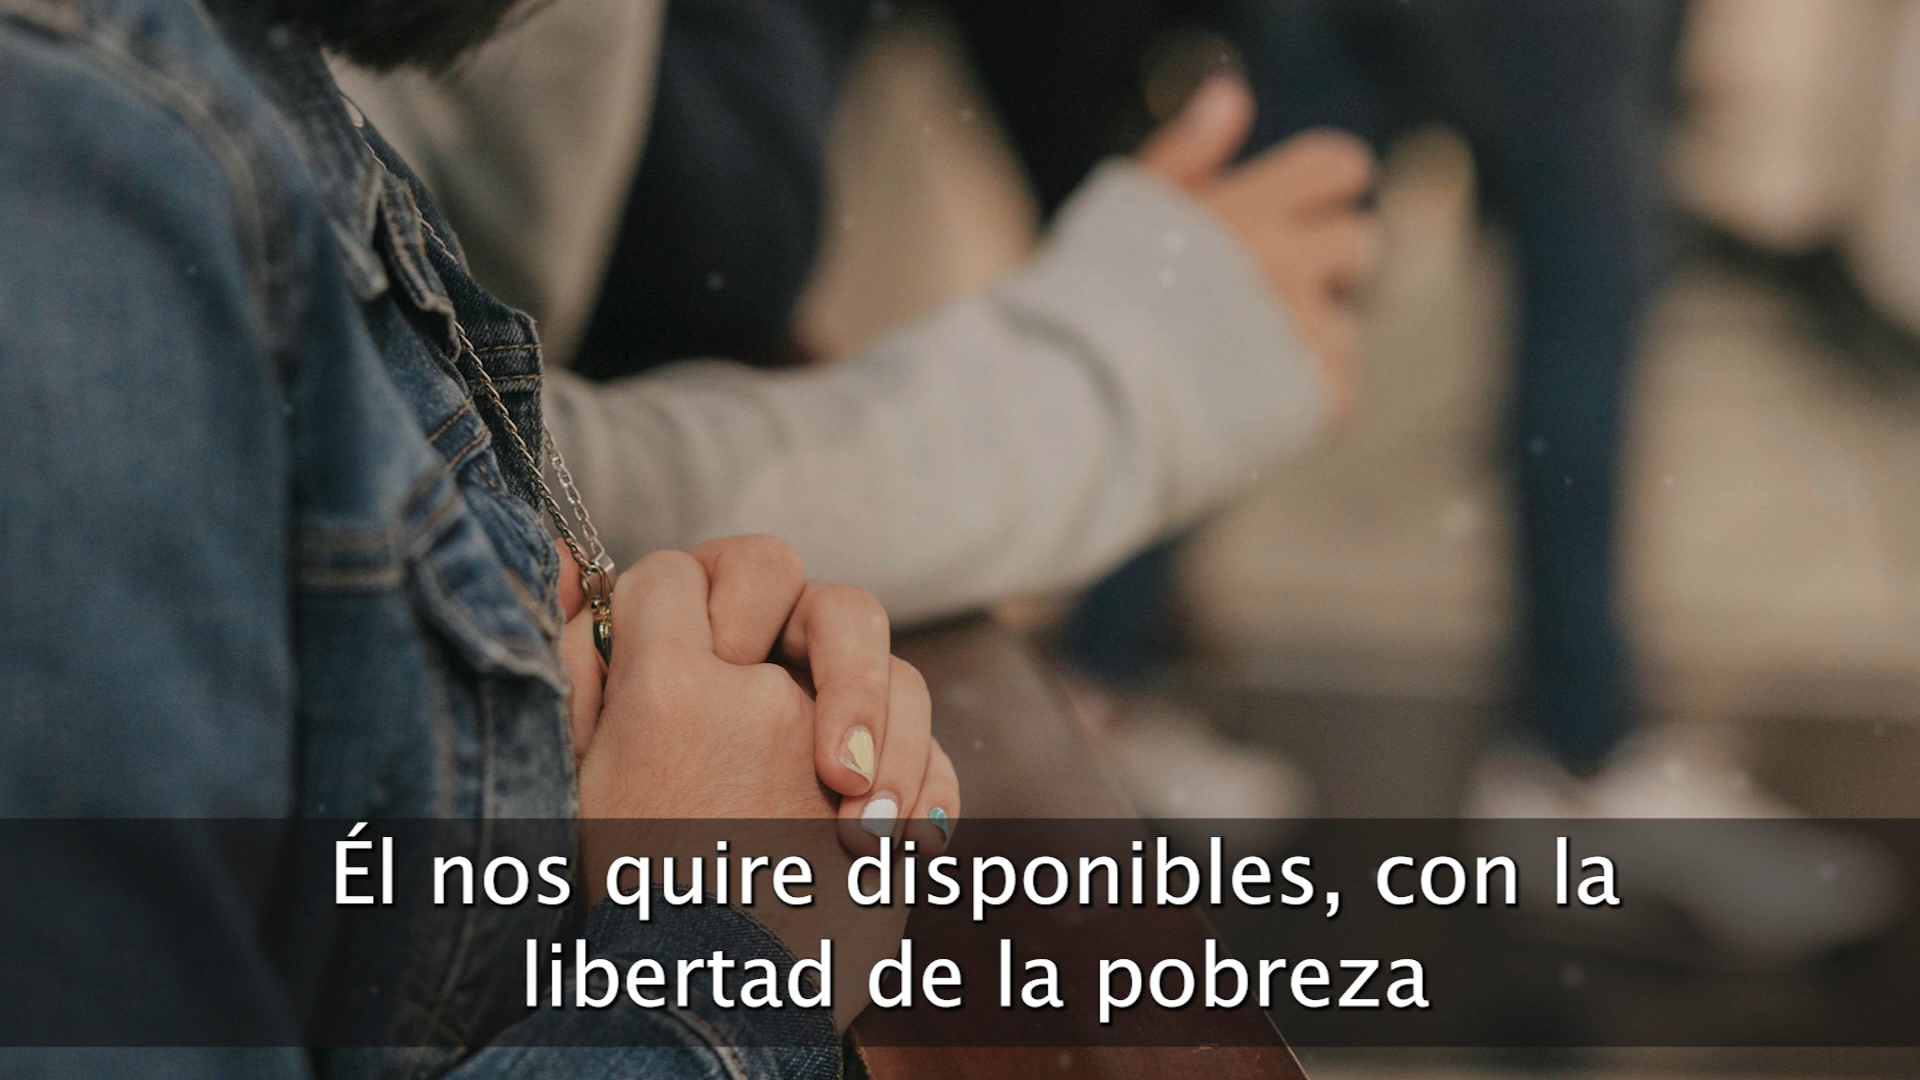 Él nos quire disponibles, con la
libertad de la pobreza